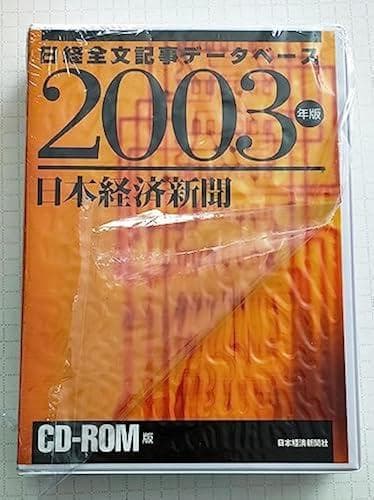 日経全文記事データベース
2003年版
日本経済新聞
CD-ROM版
日本経済新聞社